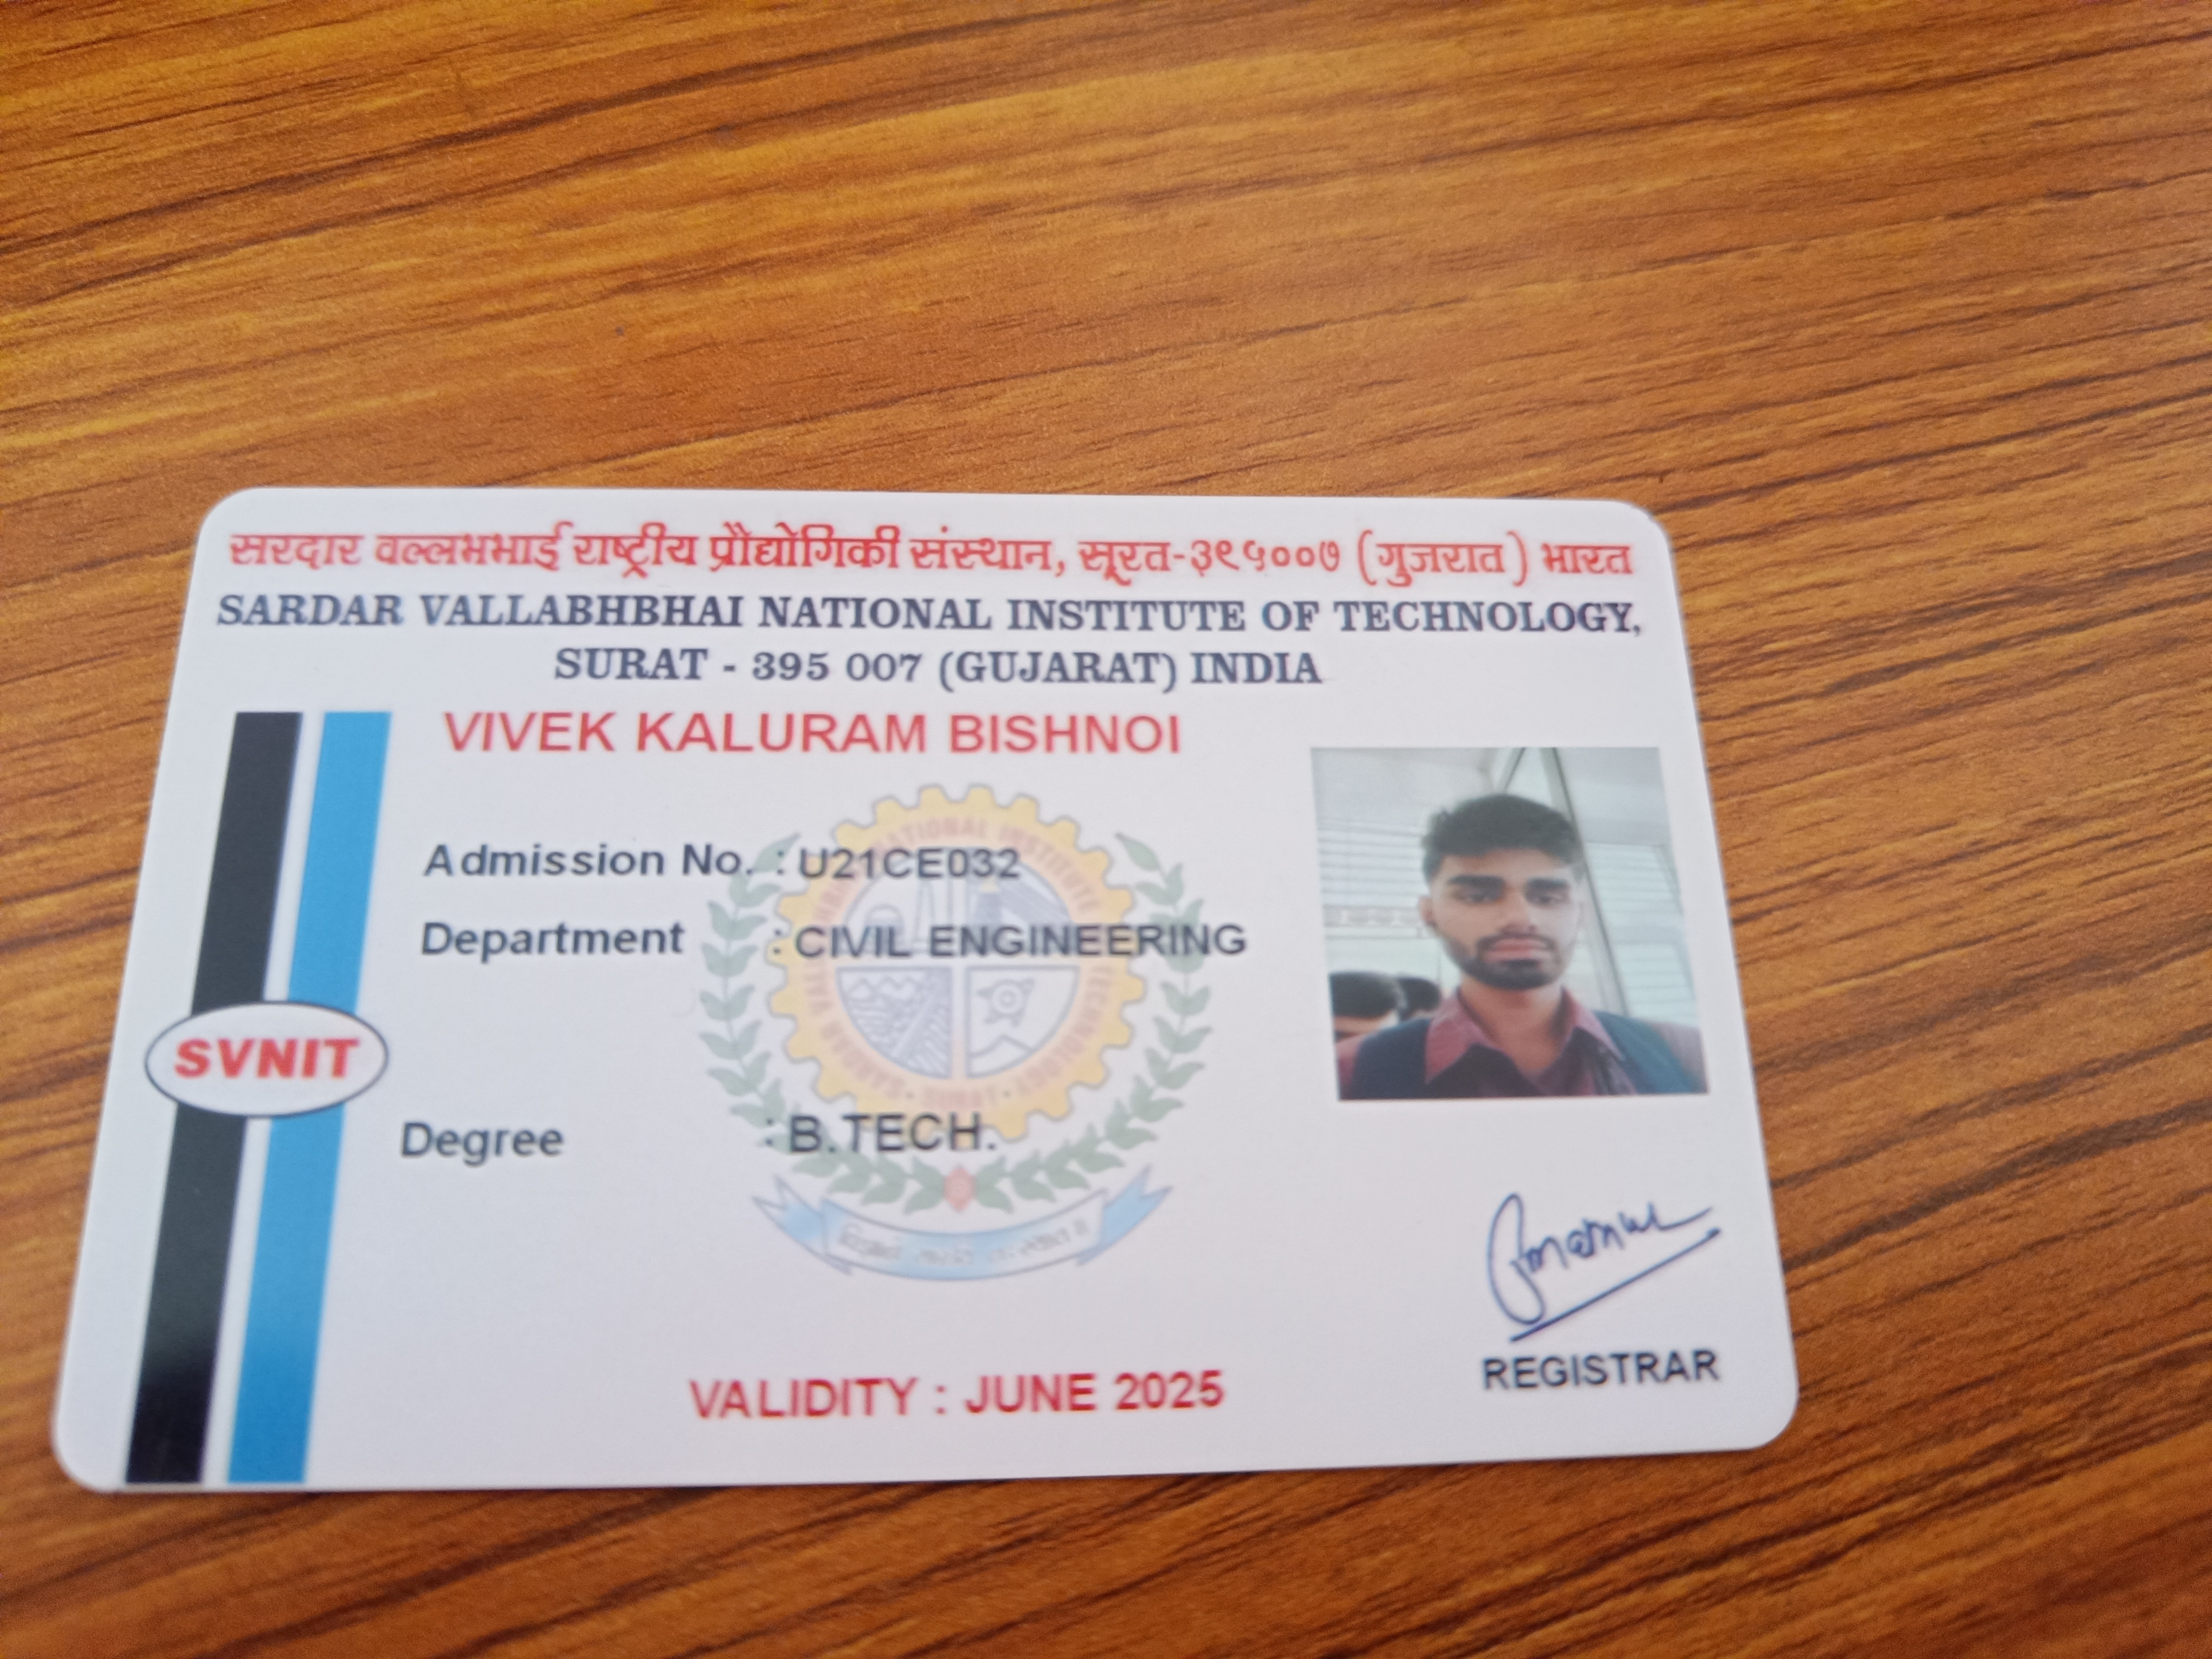 सरदार वल्लभभाई राष्ट्रीय प्रौद्योगिकी संस्थान, सूरत-३९५००७ (गुजरात) भारत
SARDAR VALLABHBHAI NATIONAL INSTITUTE OF TECHNOLOGY,
SURAT - 395 007 (GUJARAT) INDIA
VIVEK KALURAM BISHNOI
Admission No. : U21CE032
Department : CIVIL ENGINEERING
SVNIT
Degree : B.TECH.
REGISTRAR
VALIDITY : JUNE 2025